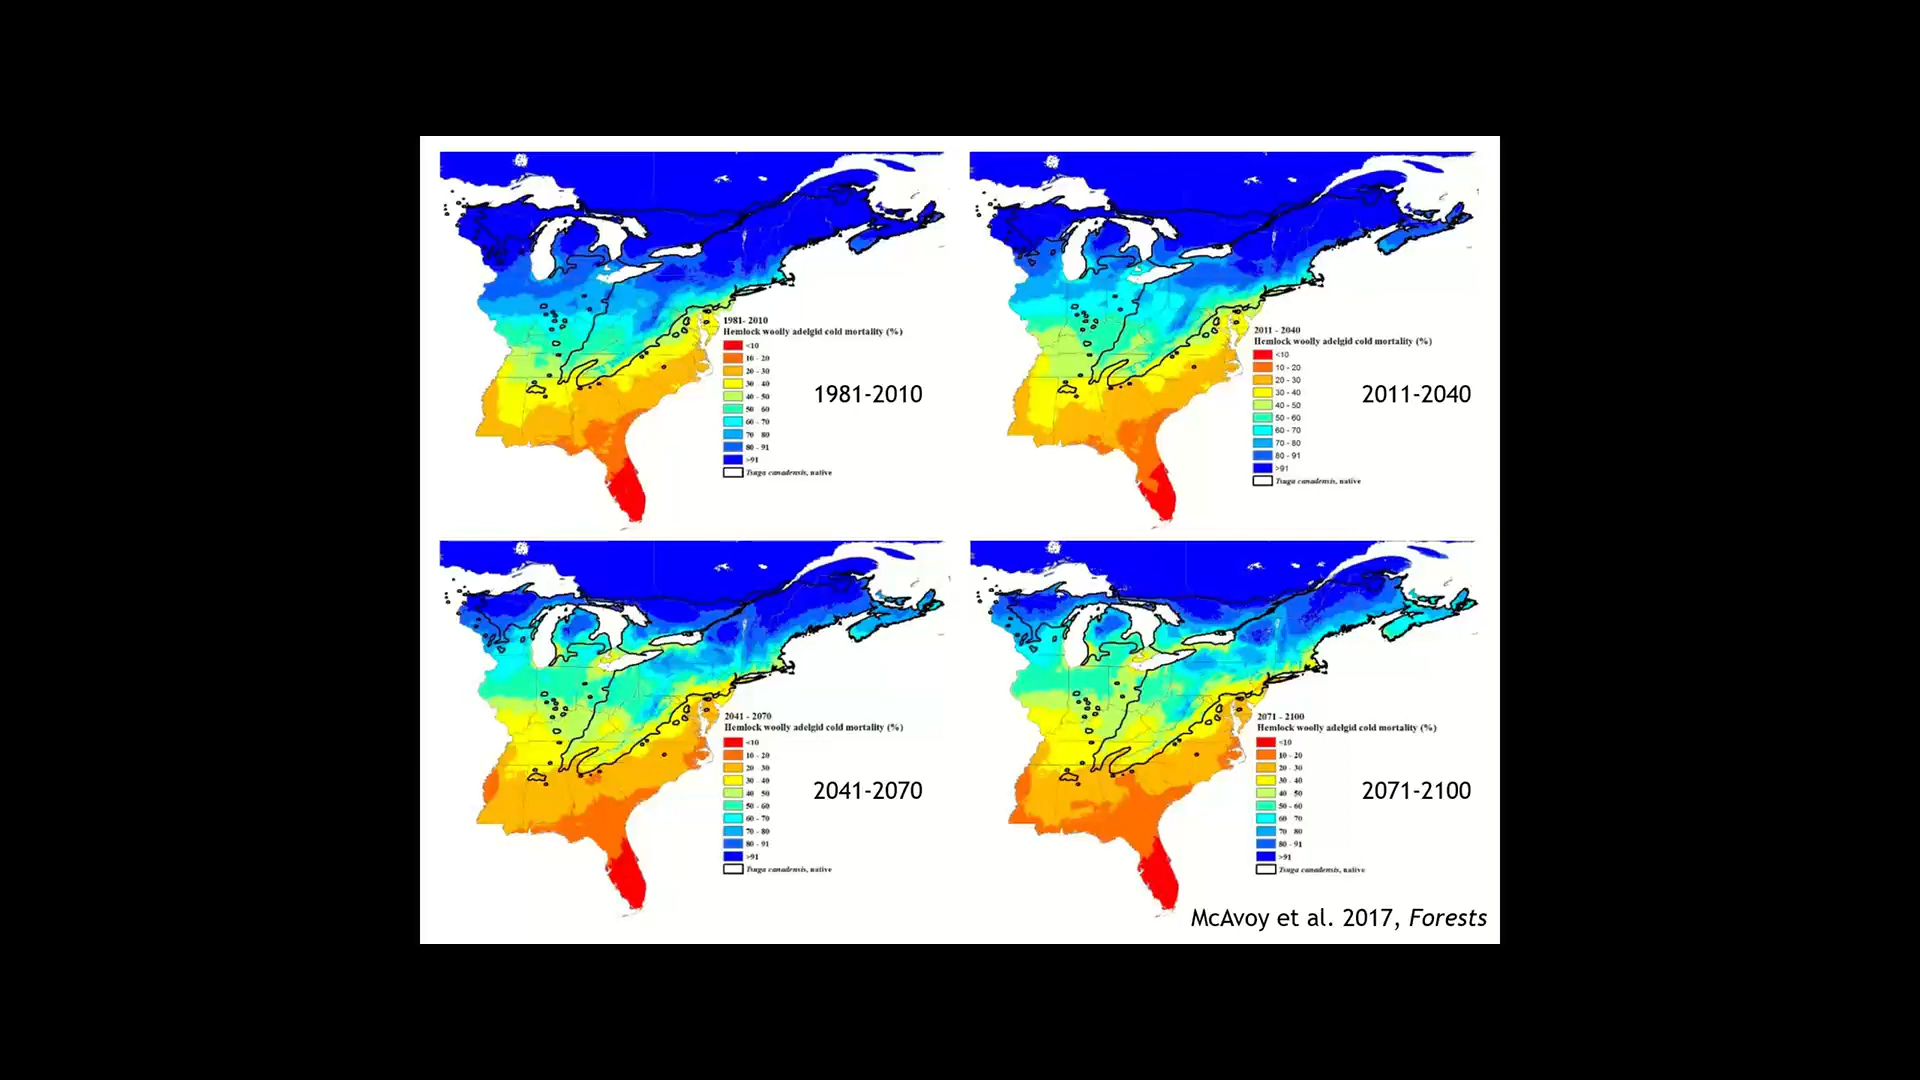 1981- 2010
Hemlock woolly adelgid cold mortality (%)
<10
10 - 20
20 - 30
30 - 40
40 - 50
50 60
60 - 70
70 80
80 - 91
>91
Tsuga canadensis, native
1981-2010
2011 - 2040
Hemlock woolly adelgid cold mortality (%)
<10
10 - 20
20 - 30
30 - 40
40 - 50
50 - 60
60 - 70
70 - 80
80 - 91
>91
Tsuga canadensis, native
2011-2040
2041 - 2070
Hemlock woolly adelgid cold mortality (%)
<10
10 - 20
20 - 30
30 - 40
40 50
50 - 60
60 - 70
70 - 80
80 - 91
>91
Tsuga canadensis, native
2041-2070
2071 - 2100
Hemlock woolly adelgid cold mortality (%)
<10
10 - 20
20 - 30
30 - 40
40 50
50 - 60
60 70
70 80
80 - 91
>91
Tsuga canadensis, native
2071-2100
McAvoy et al. 2017, Forests